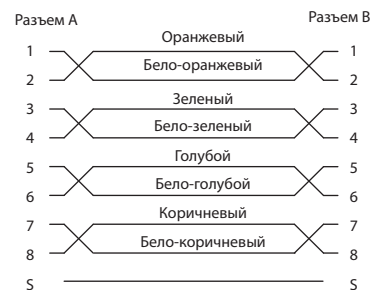 Разъем А Разъем В
Оранжевый
1 1
Бело-оранжевый
2 2
Зеленый
3 3
Бело-зеленый
4 4
Голубой
5 5
Бело-голубой
6 6
Коричневый
7 7
Бело-коричневый
8 8
S S